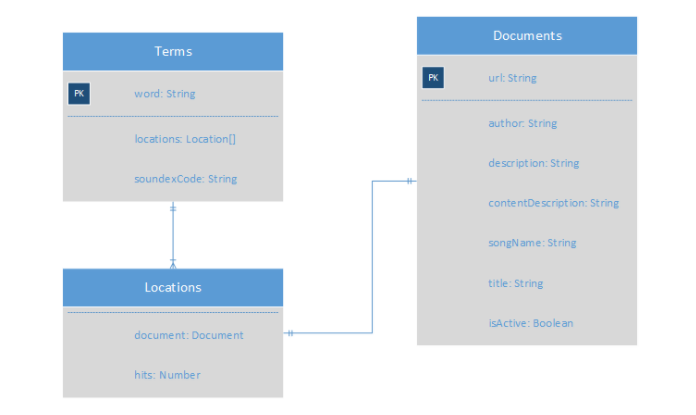 Terms
PK
word: String
locations: Location[]
soundexCode: String
Locations
document: Document
hits: Number
Documents
PK
url: String
author: String
description: String
contentDescription: String
songName: String
title: String
isActive: Boolean